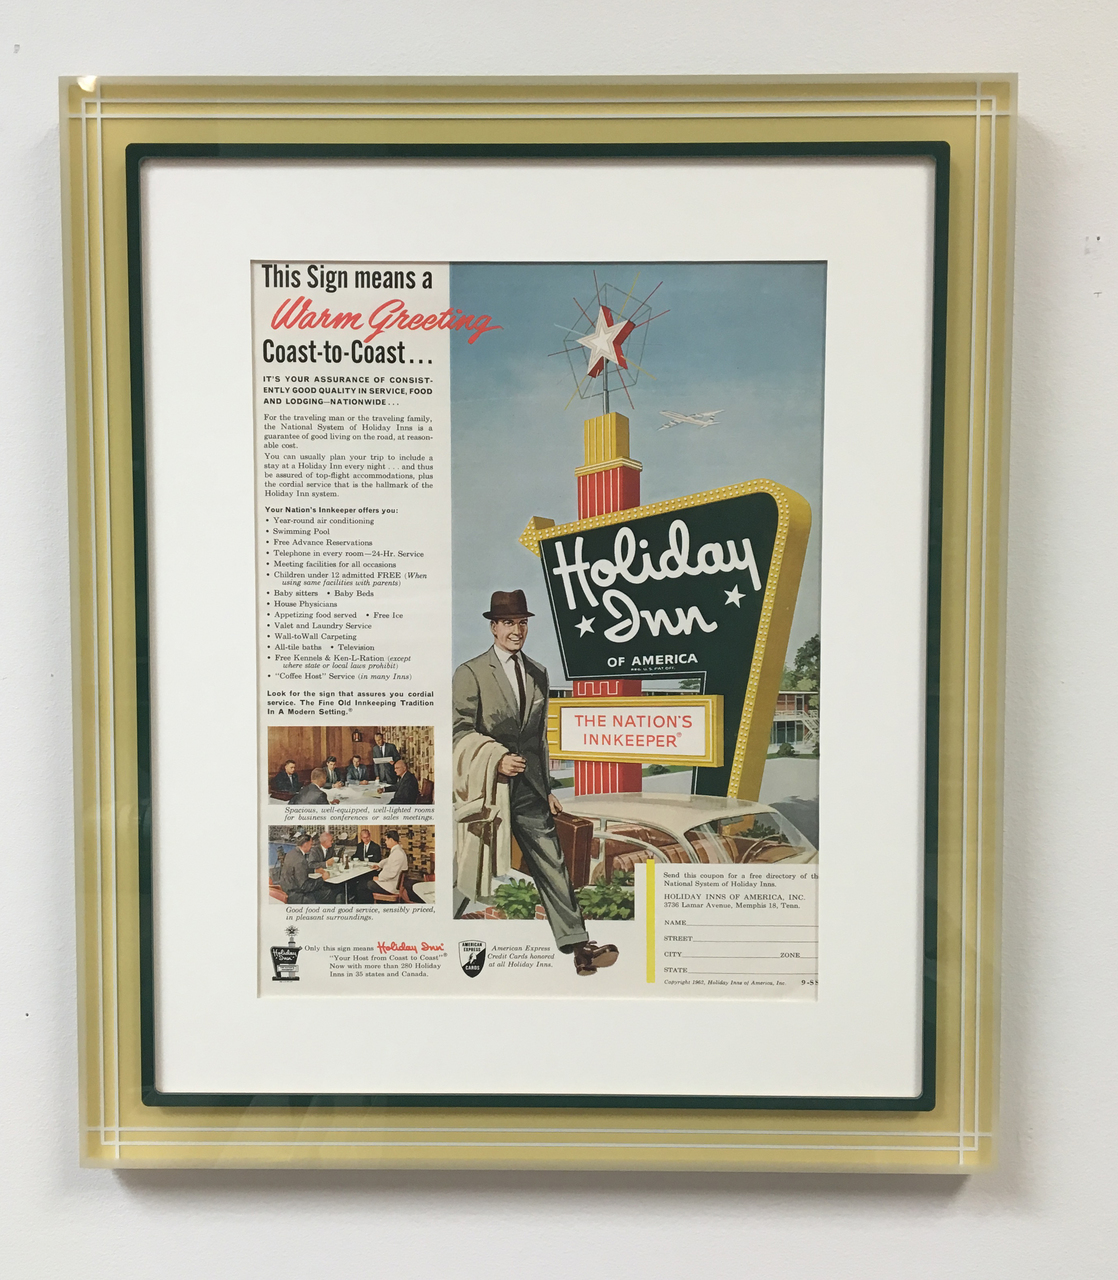 This Sign means a
Warm Greeting
Coast-to-Coast...
IT'S YOUR ASSURANCE OF CONSIST-
ENTLY GOOD QUALITY IN SERVICE, FOOD
AND LODGING—NATIONWIDE...
For the traveling man or the traveling family,
the National System of Holiday Inns is a
guarantee of good living on the road, at reason-
able cost.
You can usually plan your trip to include a
stay at a Holiday Inn every night . . . and thus
be assured of top-flight accommodations, plus
the cordial service that is the hallmark of the
Holiday Inn system.
Your Nation's Innkeeper offers you:
• Year-round air conditioning
• Swimming Pool
• Free Advance Reservations
• Telephone in every room—24-Hr. Service
• Meeting facilities for all occasions
• Children under 12 admitted FREE (When
using same facilities with parents)
• Baby sitters • Baby Beds
• House Physicians
• Appetizing food served • Free Ice
• Valet and Laundry Service
• Wall-toWall Carpeting
• All-tile baths • Television
• Free Kennels & Ken-L-Ration (except
where state or local laws prohibit)
• "Coffee Host" Service (in many Inns)
Look for the sign that assures you cordial
service. The Fine Old Innkeeping Tradition
In A Modern Setting.®
Spacious, well-equipped, well-lighted rooms
for business conferences or sales meetings.
Good food and good service, sensibly priced,
in pleasant surroundings.
Holiday
Inn
Only this sign means Holiday Inn®
"Your Host from Coast to Coast"®
Now with more than 280 Holiday
Inns in 35 states and Canada.
AMERICAN
EXPRESS
CARDS
American Express
Credit Cards honored
at all Holiday Inns.
Holiday
Inn
OF AMERICA
REG. U.S. PAT. OFF.
THE NATION'S
INNKEEPER®
Send this coupon for a free directory of th
National System of Holiday Inns.
HOLIDAY INNS OF AMERICA, INC.
3736 Lamar Avenue, Memphis 18, Tenn.
NAME
STREET
CITY ZONE
STATE
Copyright 1962, Holiday Inns of America, Inc. 9-SS